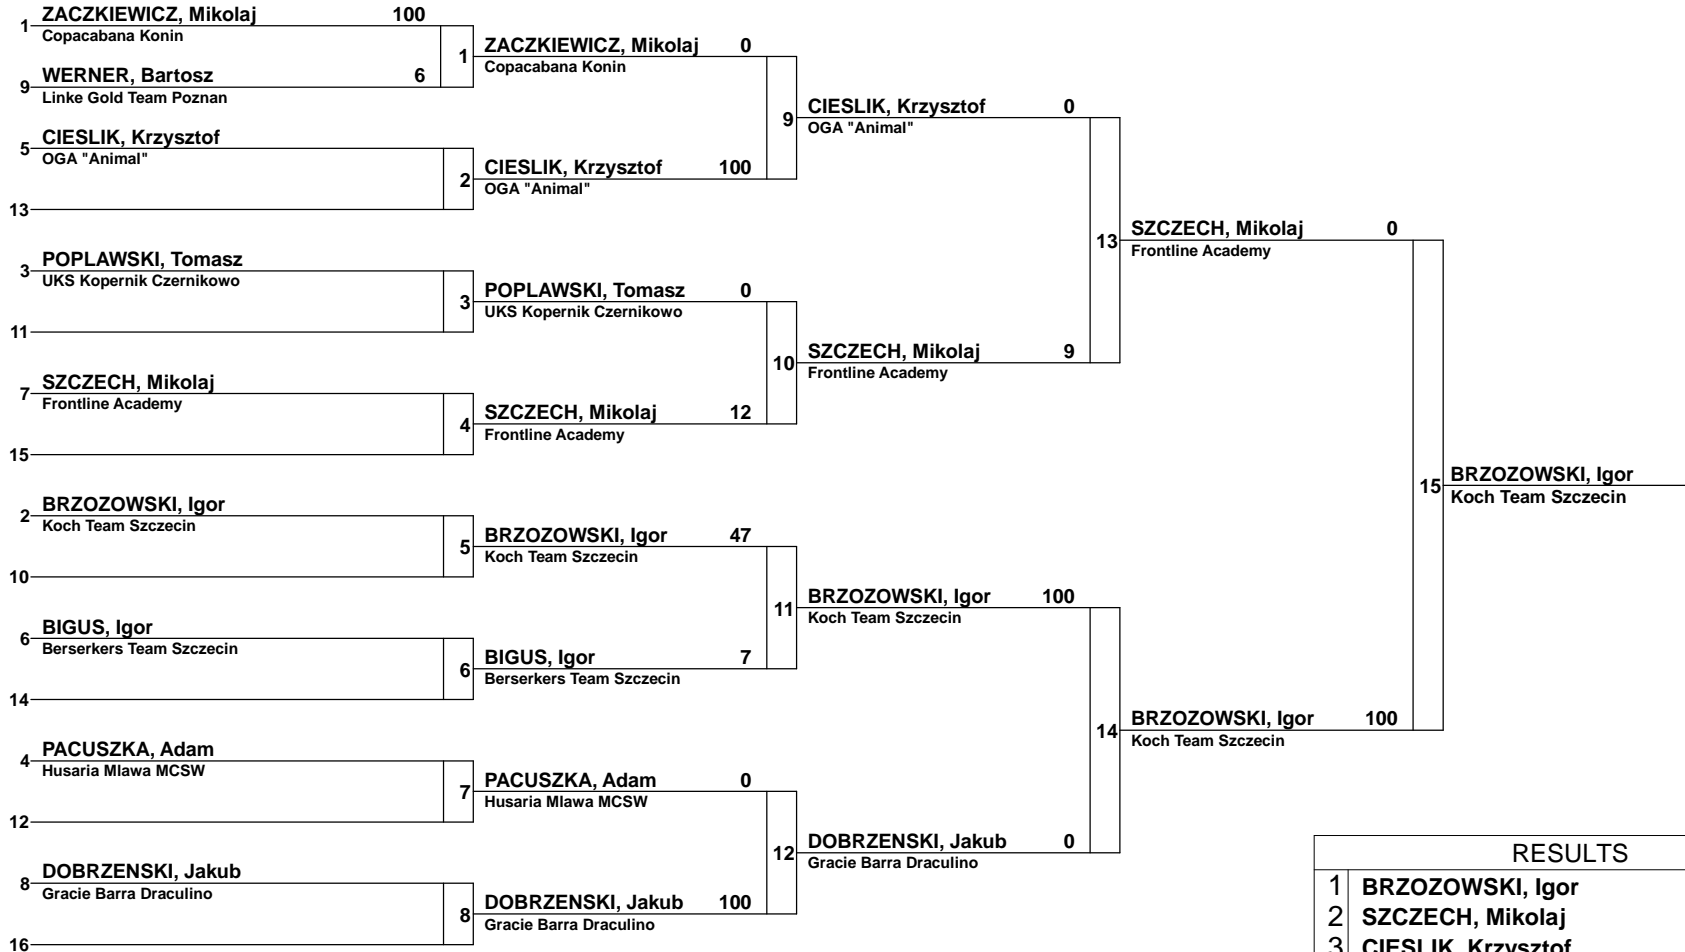 1 ZACZKIEWICZ, Mikolaj 100
Copacabana Konin
9 WERNER, Bartosz 6
Linke Gold Team Poznan
5 CIESLIK, Krzysztof
OGA "Animal"
13
3 POPLAWSKI, Tomasz
UKS Kopernik Czernikowo
11
7 SZCZECH, Mikolaj
Frontline Academy
15
2 BRZOZOWSKI, Igor
Koch Team Szczecin
10
6 BIGUS, Igor
Berserkers Team Szczecin
14
4 PACUSZKA, Adam
Husaria Mlawa MCSW
12
8 DOBRZENSKI, Jakub
Gracie Barra Draculino
16
1 ZACZKIEWICZ, Mikolaj 0
Copacabana Konin
2 CIESLIK, Krzysztof 100
OGA "Animal"
3 POPLAWSKI, Tomasz 0
UKS Kopernik Czernikowo
4 SZCZECH, Mikolaj 12
Frontline Academy
5 BRZOZOWSKI, Igor 47
Koch Team Szczecin
6 BIGUS, Igor 7
Berserkers Team Szczecin
7 PACUSZKA, Adam 0
Husaria Mlawa MCSW
8 DOBRZENSKI, Jakub 100
Gracie Barra Draculino
9 CIESLIK, Krzysztof 0
OGA "Animal"
10 SZCZECH, Mikolaj 9
Frontline Academy
11 BRZOZOWSKI, Igor 100
Koch Team Szczecin
12 DOBRZENSKI, Jakub 0
Gracie Barra Draculino
13 SZCZECH, Mikolaj 0
Frontline Academy
14 BRZOZOWSKI, Igor 100
Koch Team Szczecin
15 BRZOZOWSKI, Igor
Koch Team Szczecin
RESULTS
1 BRZOZOWSKI, Igor
2 SZCZECH, Mikolaj
3 CIESLIK, Krzysztof